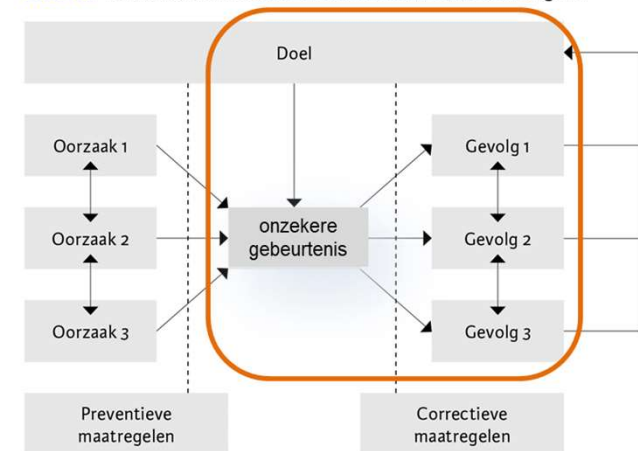 Doel
Oorzaak 1
Gevolg 1
onzekere
gebeurtenis
Oorzaak 2
Gevolg 2
Oorzaak 3
Gevolg 3
Preventieve
maatregelen
Correctieve
maatregelen